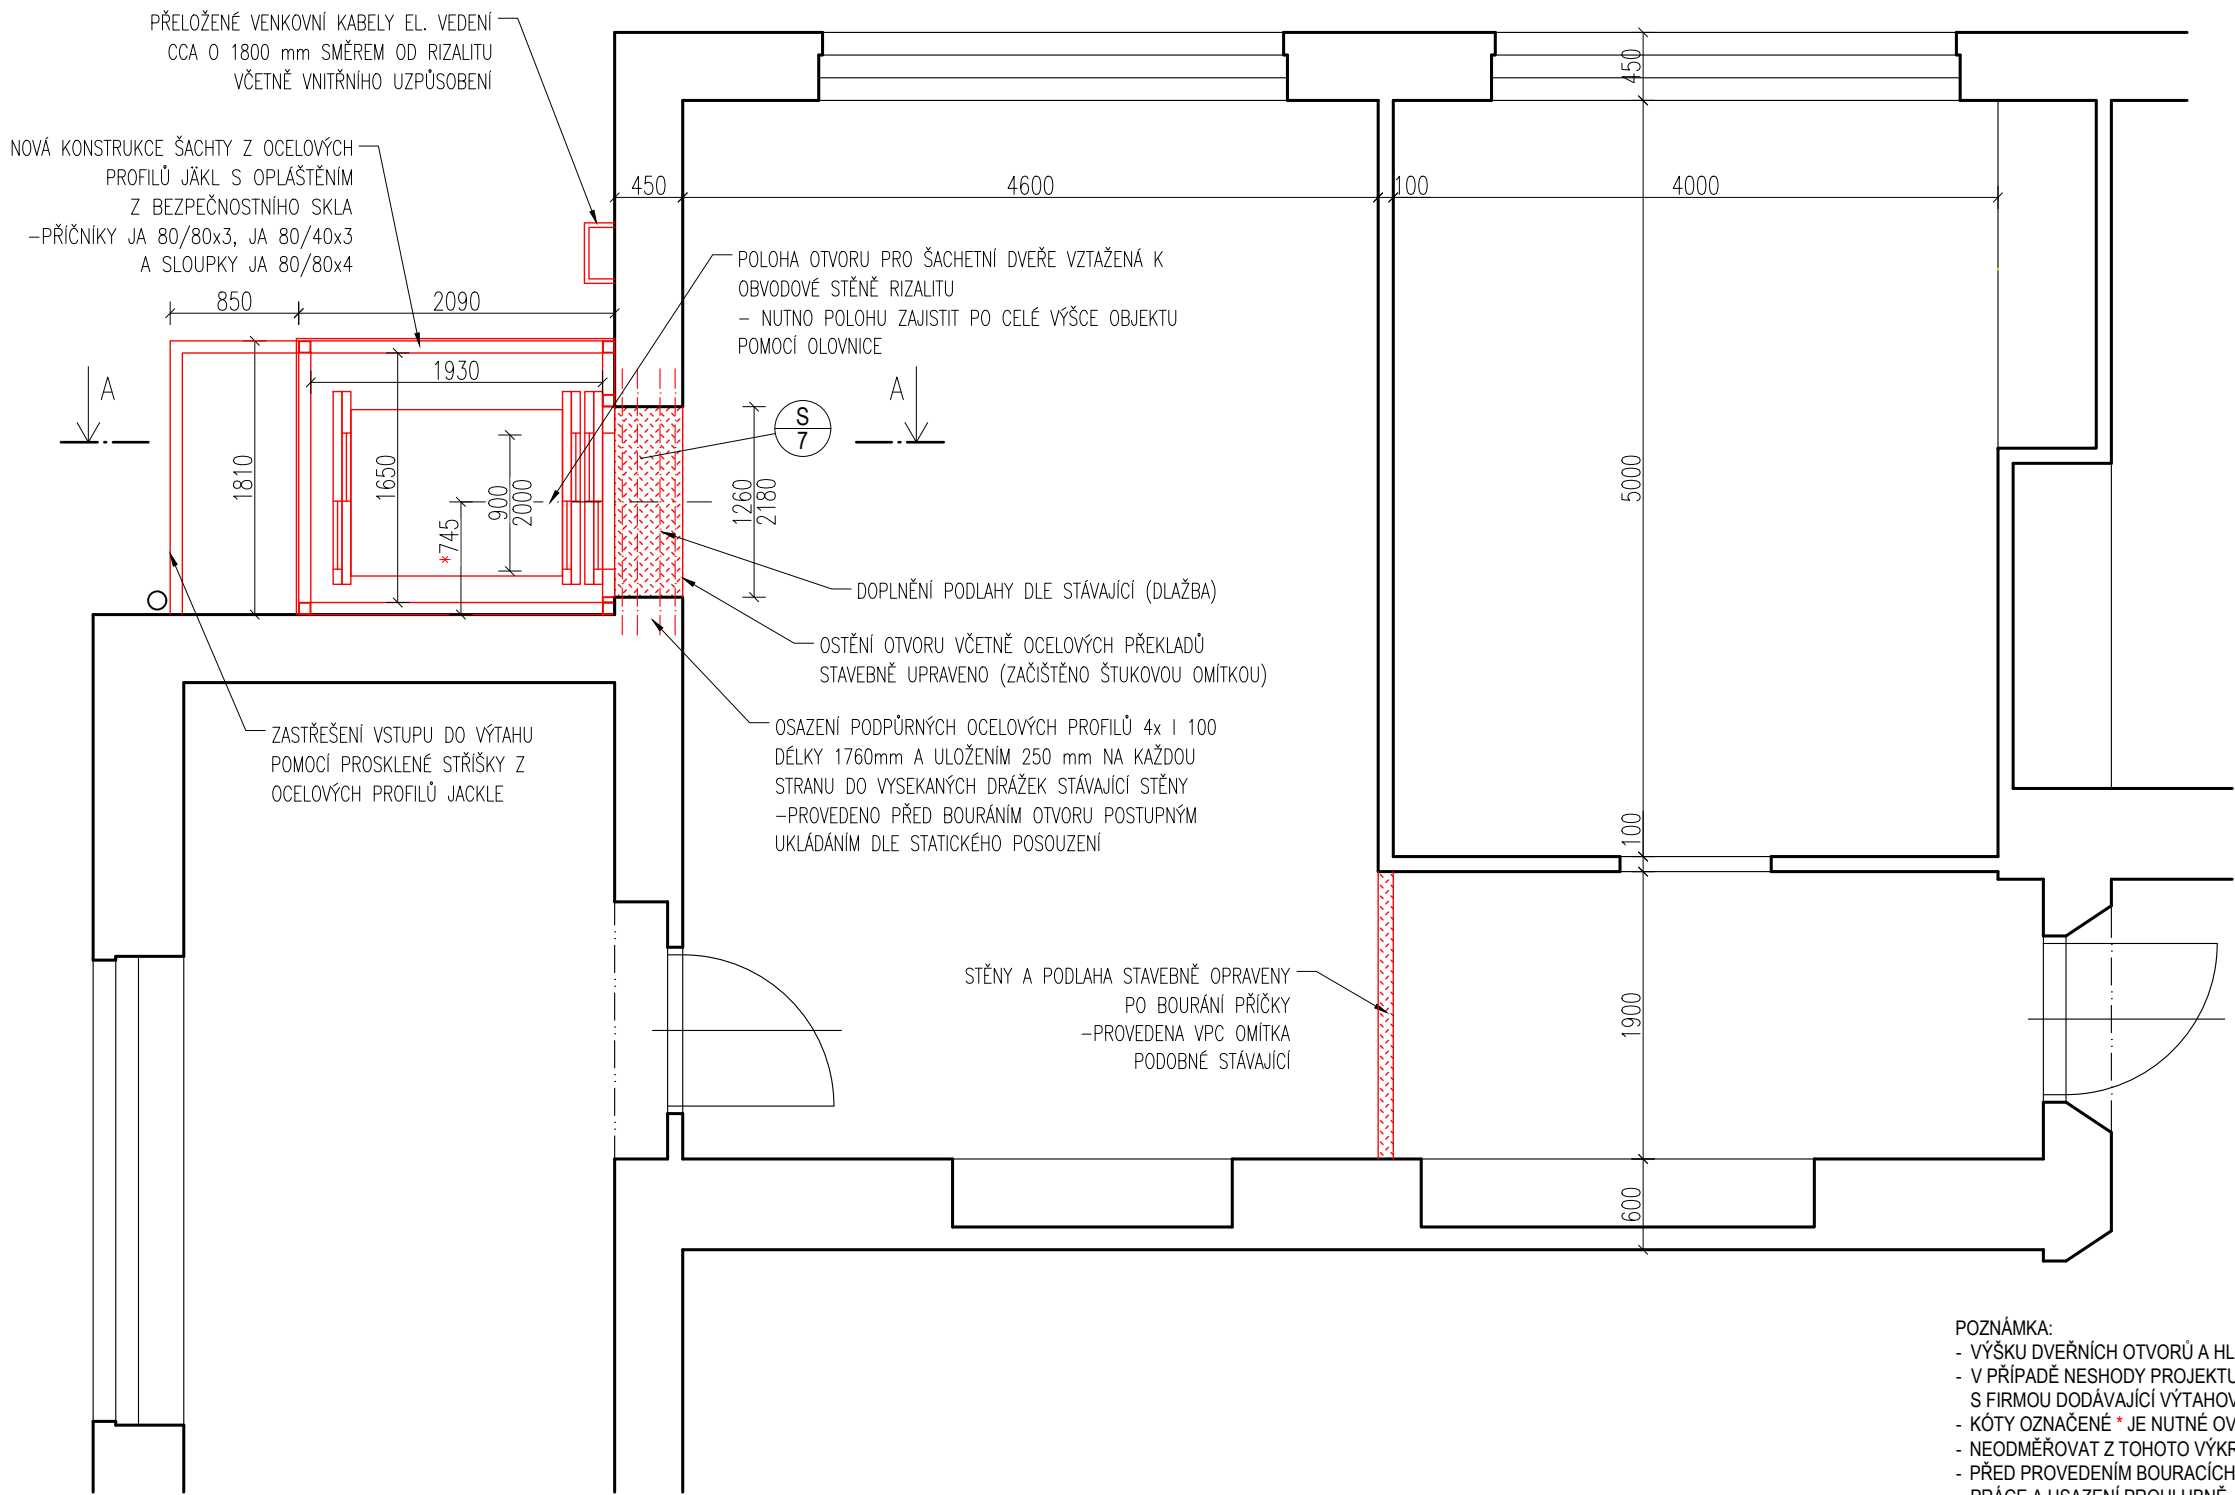 PŘELOŽENÉ VENKOVNÍ KABELY EL. VEDENÍ
CCA O 1800 mm SMĚREM OD RIZALITU
VČETNĚ VNITŘNÍHO UZPŮSOBENÍ
450
NOVÁ KONSTRUKCE ŠACHTY Z OCELOVÝCH
PROFILŮ JÄKL S OPLÁŠTĚNÍM
Z BEZPEČNOSTNÍHO SKLA
–PŘÍČNÍKY JA 80/80x3, JA 80/40x3
A SLOUPKY JA 80/80x4
450
4600
100
4000
POLOHA OTVORU PRO ŠACHETNÍ DVEŘE VZTAŽENÁ K
OBVODOVÉ STĚNĚ RIZALITU
– NUTNO POLOHU ZAJISTIT PO CELÉ VÝŠCE OBJEKTU
POMOCÍ OLOVNICE
850
2090
1930
A
A
S
7
1810
1650
*745
900
2000
1260
2180
5000
DOPLNĚNÍ PODLAHY DLE STÁVAJÍCÍ (DLAŽBA)
OSTĚNÍ OTVORU VČETNĚ OCELOVÝCH PŘEKLADŮ
STAVEBNĚ UPRAVENO (ZAČIŠTĚNO ŠTUKOVOU OMÍTKOU)
OSAZENÍ PODPŮRNÝCH OCELOVÝCH PROFILŮ 4x I 100
DÉLKY 1760mm A ULOŽENÍM 250 mm NA KAŽDOU
STRANU DO VYSEKANÝCH DRÁŽEK STÁVAJÍCÍ STĚNY
–PROVEDENO PŘED BOURÁNÍM OTVORU POSTUPNÝM
UKLÁDÁNÍM DLE STATICKÉHO POSOUZENÍ
ZASTŘEŠENÍ VSTUPU DO VÝTAHU
POMOCÍ PROSKLENÉ STŘÍŠKY Z
OCELOVÝCH PROFILŮ JACKLE
100
STĚNY A PODLAHA STAVEBNĚ OPRAVENY
PO BOURÁNÍ PŘÍČKY
–PROVEDENA VPC OMÍTKA
PODOBNÉ STÁVAJÍCÍ
1900
600
POZNÁMKA:
- VÝŠKU DVEŘNÍCH OTVORŮ A HL
- V PŘÍPADĚ NESHODY PROJEKTU
S FIRMOU DODÁVAJÍCÍ VÝTAHOV
- KÓTY OZNAČENÉ * JE NUTNÉ OV
- NEODMĚŘOVAT Z TOHOTO VÝKR
- PŘED PROVEDENÍM BOURACÍCH